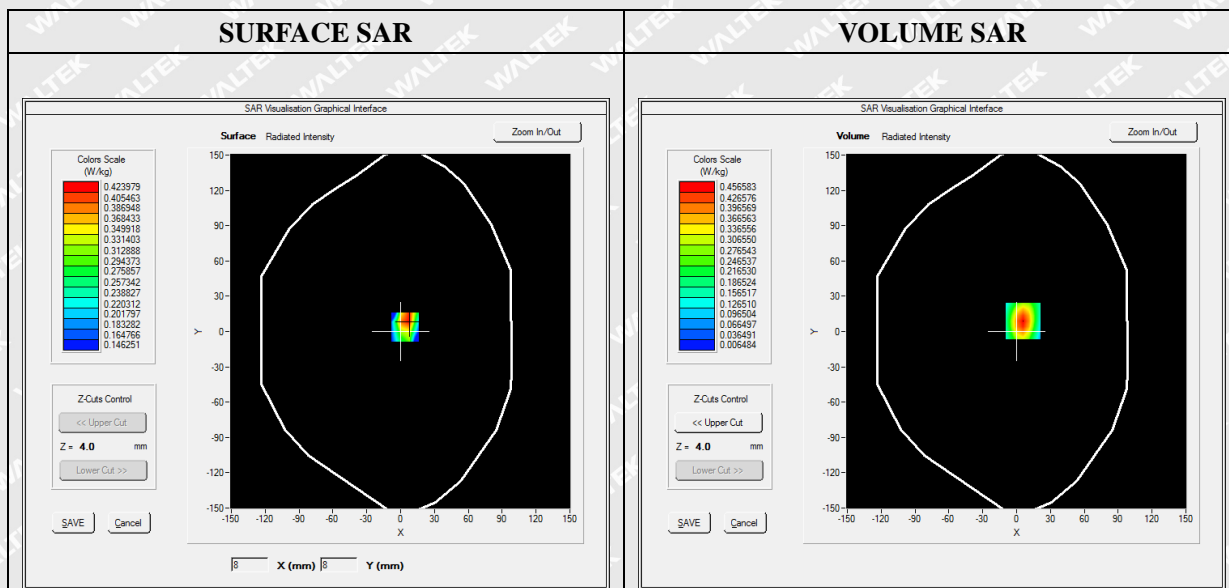 SURFACE SAR
SAR Visualisation Graphical Interface
Surface Radiated Intensity
Zoom In/Out
Colors Scale
(W/kg)
0.423979
0.405463
0.386948
0.368433
0.349918
0.331403
0.312888
0.294373
0.275857
0.257342
0.238827
0.220312
0.201797
0.183282
0.164766
0.146251
Z-Cuts Control
<< Upper Cut
Z = 4.0 mm
Lower Cut >>
SAVE Cancel
150
120
90
60
30
0
-30
-60
-90
-120
-150
Y
-150 -120 -90 -60 -30 0 30 60 90 120 150
X
8 X (mm) 8 Y (mm)
VOLUME SAR
SAR Visualisation Graphical Interface
Volume Radiated Intensity
Zoom In/Out
Colors Scale
(W/kg)
0.456583
0.426576
0.396569
0.366563
0.336556
0.306550
0.276543
0.246537
0.216530
0.186524
0.156517
0.126510
0.096504
0.066497
0.036491
0.006484
Z-Cuts Control
<< Upper Cut
Z = 4.0 mm
Lower Cut >>
SAVE Cancel
150
120
90
60
30
0
-30
-60
-90
-120
-150
Y
-150 -120 -90 -60 -30 0 30 60 90 120 150
X
WALTEK